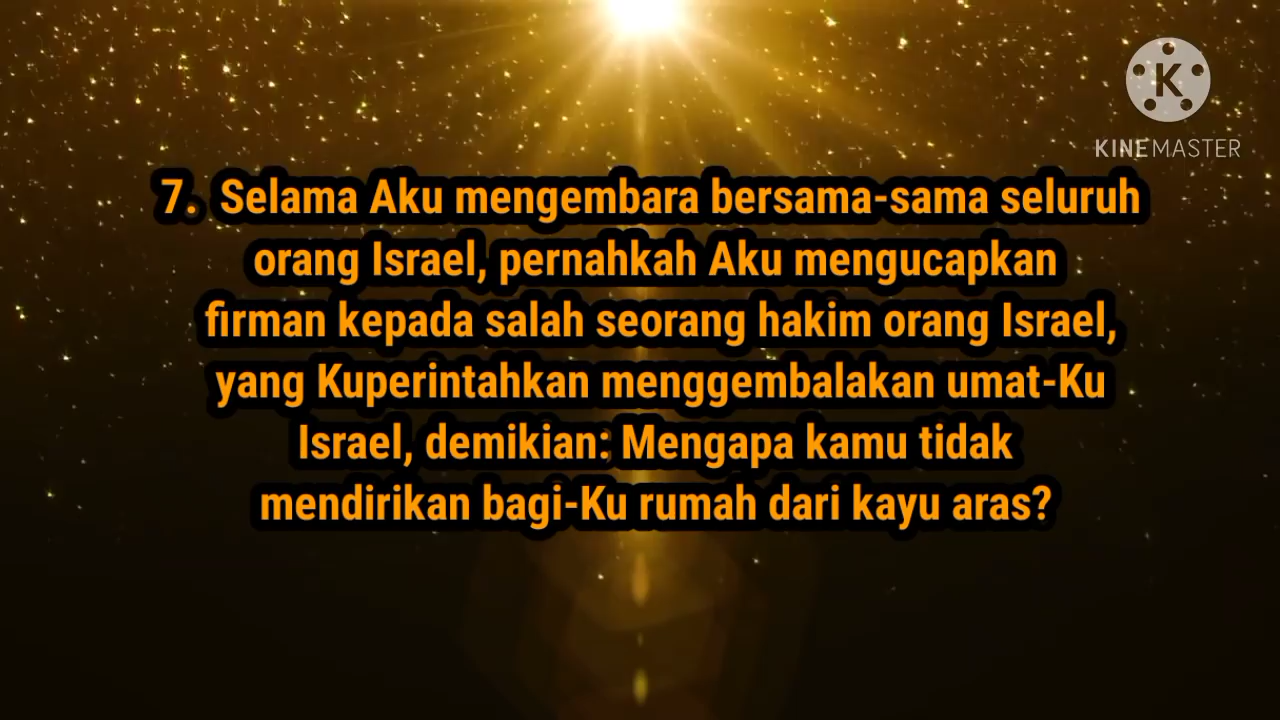 K
KINEMASTER
7. Selama Aku mengembara bersama-sama seluruh
orang Israel, pernahkah Aku mengucapkan
firman kepada salah seorang hakim orang Israel,
yang Kuperintahkan menggembalakan umat-Ku
Israel, demikian: Mengapa kamu tidak
mendirikan bagi-Ku rumah dari kayu aras?